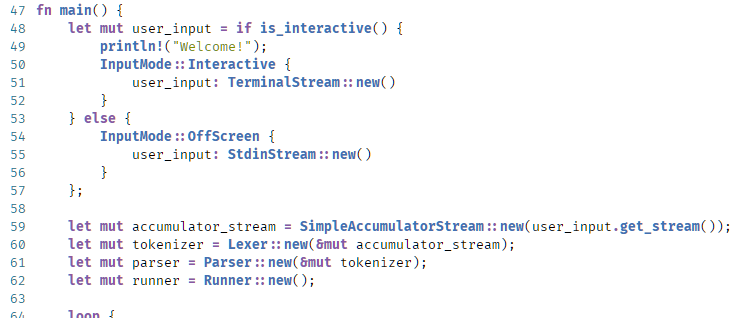 47 fn main() {
48     let mut user_input = if is_interactive() {
49         println!("Welcome!");
50         InputMode::Interactive {
51             user_input: TerminalStream::new()
52         }
53     } else {
54         InputMode::OffScreen {
55             user_input: StdinStream::new()
56         }
57     };
58
59     let mut accumulator_stream = SimpleAccumulatorStream::new(user_input.get_stream());
60     let mut tokenizer = Lexer::new(&mut accumulator_stream);
61     let mut parser = Parser::new(&mut tokenizer);
62     let mut runner = Runner::new();
63
64     loop {